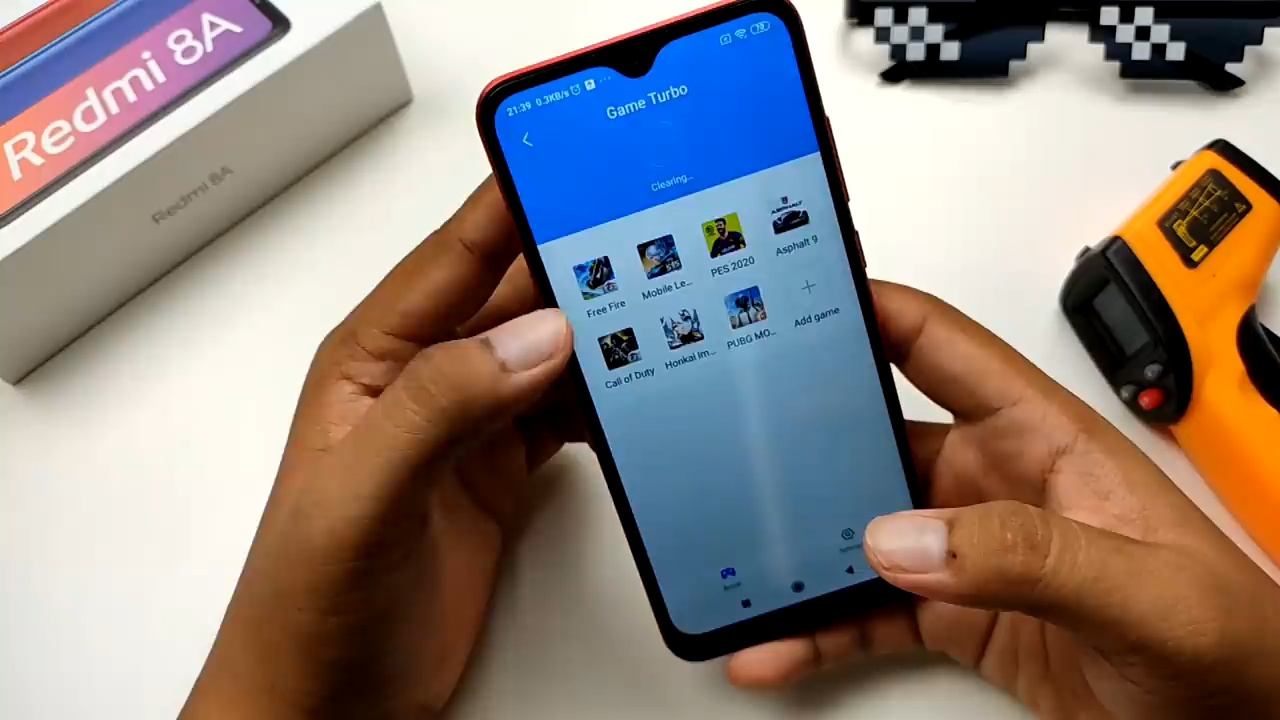 Redmi 8A
Redmi 8A
21:39 0.3KB/s
79
Game Turbo
Clearing...
Free Fire
Mobile Le...
PES 2020
ASPHALT
Asphalt 9
Call of Duty
Honkai Im...
PUBG MO...
Add game